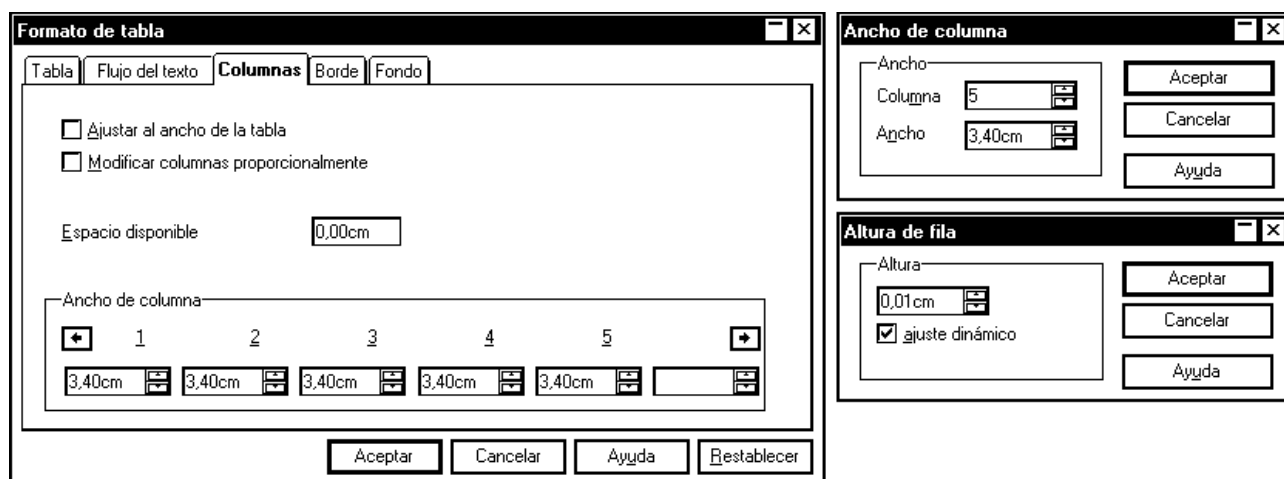 Formato de tabla
Tabla Flujo del texto Columnas Borde Fondo
Ajustar al ancho de la tabla
Modificar columnas proporcionalmente
Espacio disponible 0,00cm
Ancho de columna
1 2 3 4 5
3,40cm 3,40cm 3,40cm 3,40cm 3,40cm
Aceptar Cancelar Ayuda Restablecer
Ancho de columna
Ancho
Columna 5
Ancho 3,40cm
Aceptar
Cancelar
Ayuda
Altura de fila
Altura
0,01cm
ajuste dinámico
Aceptar
Cancelar
Ayuda